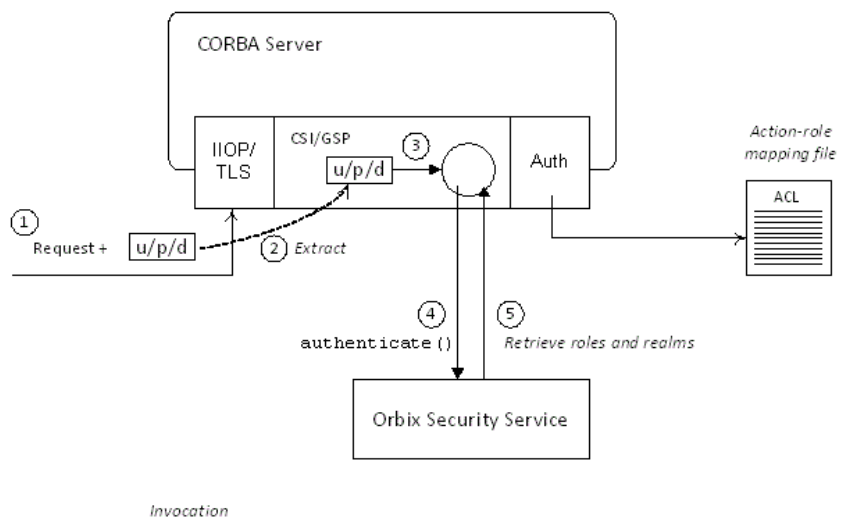 CORBA Server
IIOP/
TLS
CSI/GSP
u/p/d
3
Auth
Action-role
mapping file
ACL
1
Request +
u/p/d
2
Extract
4
authenticate()
5
Retrieve roles and realms
Orbix Security Service
Invocation